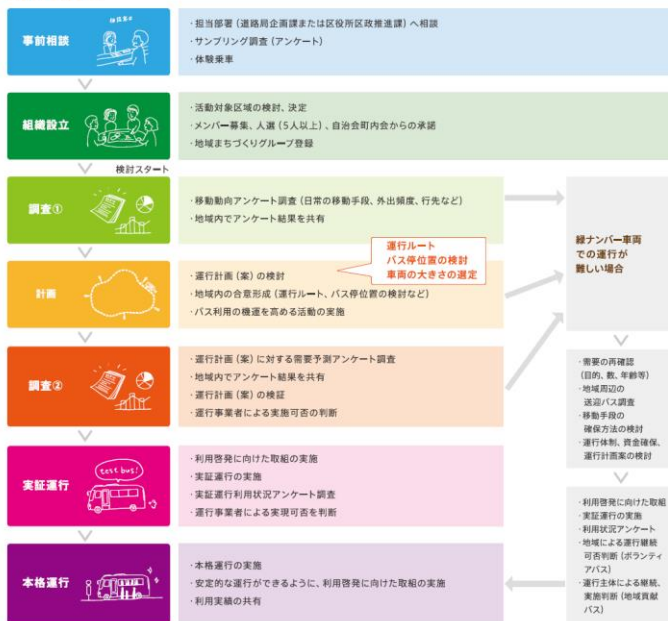 事前相談
相談窓口
・担当部署（道路局企画課または区役所区政推進課）へ相談
・サンプリング調査（アンケート）
・体験乗車
組織設立
・活動対象区域の検討、決定
・メンバー募集、人選（5人以上）、自治会町内会からの承諾
・地域まちづくりグループ登録
検討スタート
調査①
・移動動向アンケート調査（日常の移動手段、外出頻度、行先など）
・地域内でアンケート結果を共有
計画
・運行計画（案）の検討
・地域内の合意形成（運行ルート、バス停位置の検討など）
・バス利用の機運を高める活動の実施
運行ルート
バス停位置の検討
車両の大きさの選定
調査②
・運行計画（案）に対する需要予測アンケート調査
・地域内でアンケート結果を共有
・運行計画（案）の検証
・運行事業者による実施可否の判断
実証運行
test bus!
・利用啓発に向けた取組の実施
・実証運行の実施
・実証運行利用状況アンケート調査
・運行事業者による実現可否を判断
本格運行
・本格運行の実施
・安定的な運行ができるように、利用啓発に向けた取組の実施
・利用実績の共有
緑ナンバー車両
での運行が
難しい場合
・需要の再確認
（目的、数、年齢等）
・地域周辺の
送迎バス調査
・移動手段の
確保方法の検討
・運行体制、資金確保、
運行計画案の検討
・利用啓発に向けた取組
・実証運行の実施
・利用状況アンケート
・地域による運行継続
可否判断（ボランティ
アバス）
・運行主体による継続、
実施判断（地域貢献
バス）